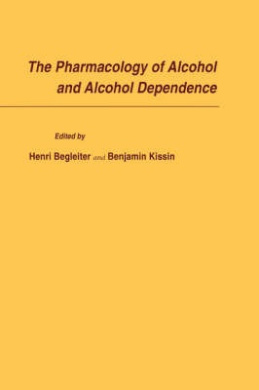 The Pharmacology of Alcohol
and Alcohol Dependence
Edited by
Henri Begleiter and Benjamin Kissin